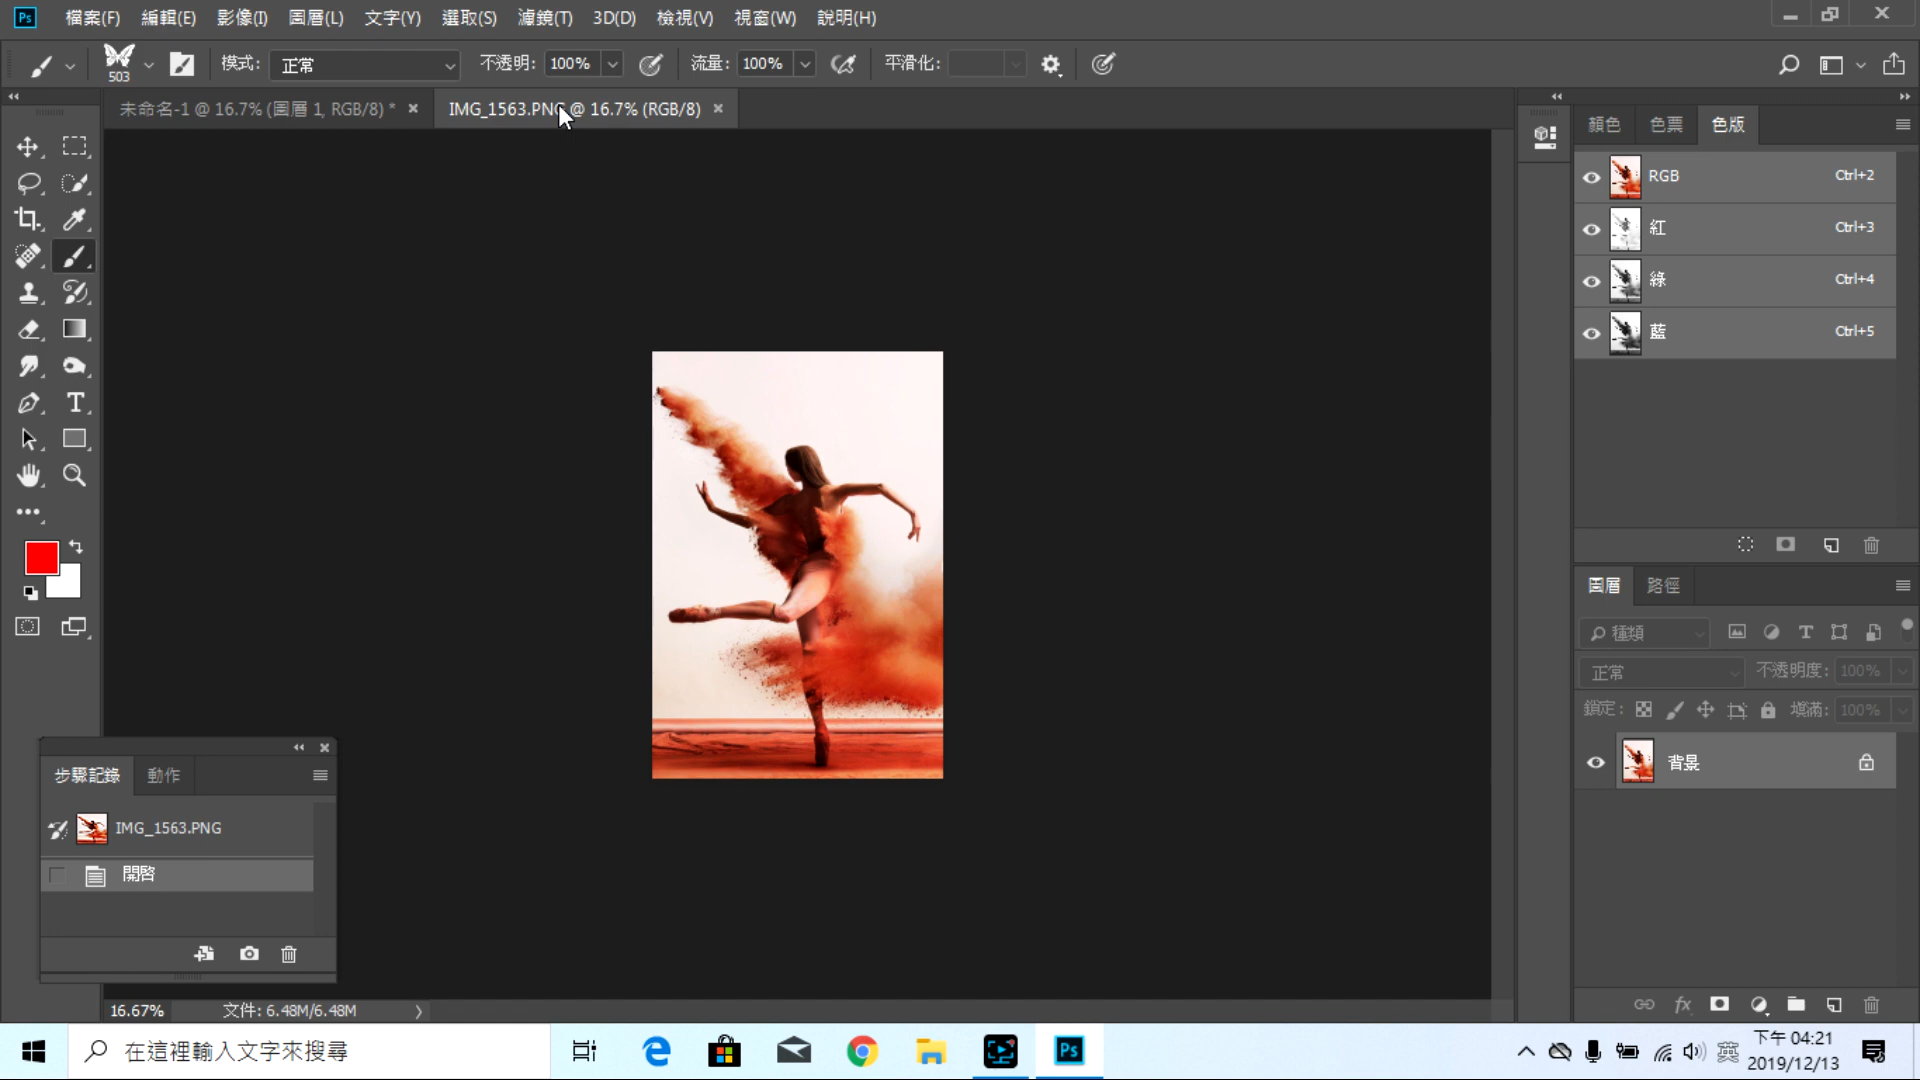 Ps 檔案(F) 編輯(E) 影像(I) 圖層(L) 文字(Y) 選取(S) 濾鏡(T) 3D(D) 檢視(V) 視窗(W) 說明(H)
503 模式: 正常 不透明: 100% 流量: 100% 平滑化:
未命名-1 @ 16.7% (圖層 1, RGB/8) * × IMG_1563.PNG @ 16.7% (RGB/8) ×
顏色 色票 色版
RGB Ctrl+2
紅 Ctrl+3
綠 Ctrl+4
藍 Ctrl+5
圖層 路徑
種類
正常 不透明度: 100%
鎖定: 填滿: 100%
背景
步驟記錄 動作
IMG_1563.PNG
開啓
16.67% 文件: 6.48M/6.48M
在這裡輸入文字來搜尋
Ps
英
下午 04:21
2019/12/13